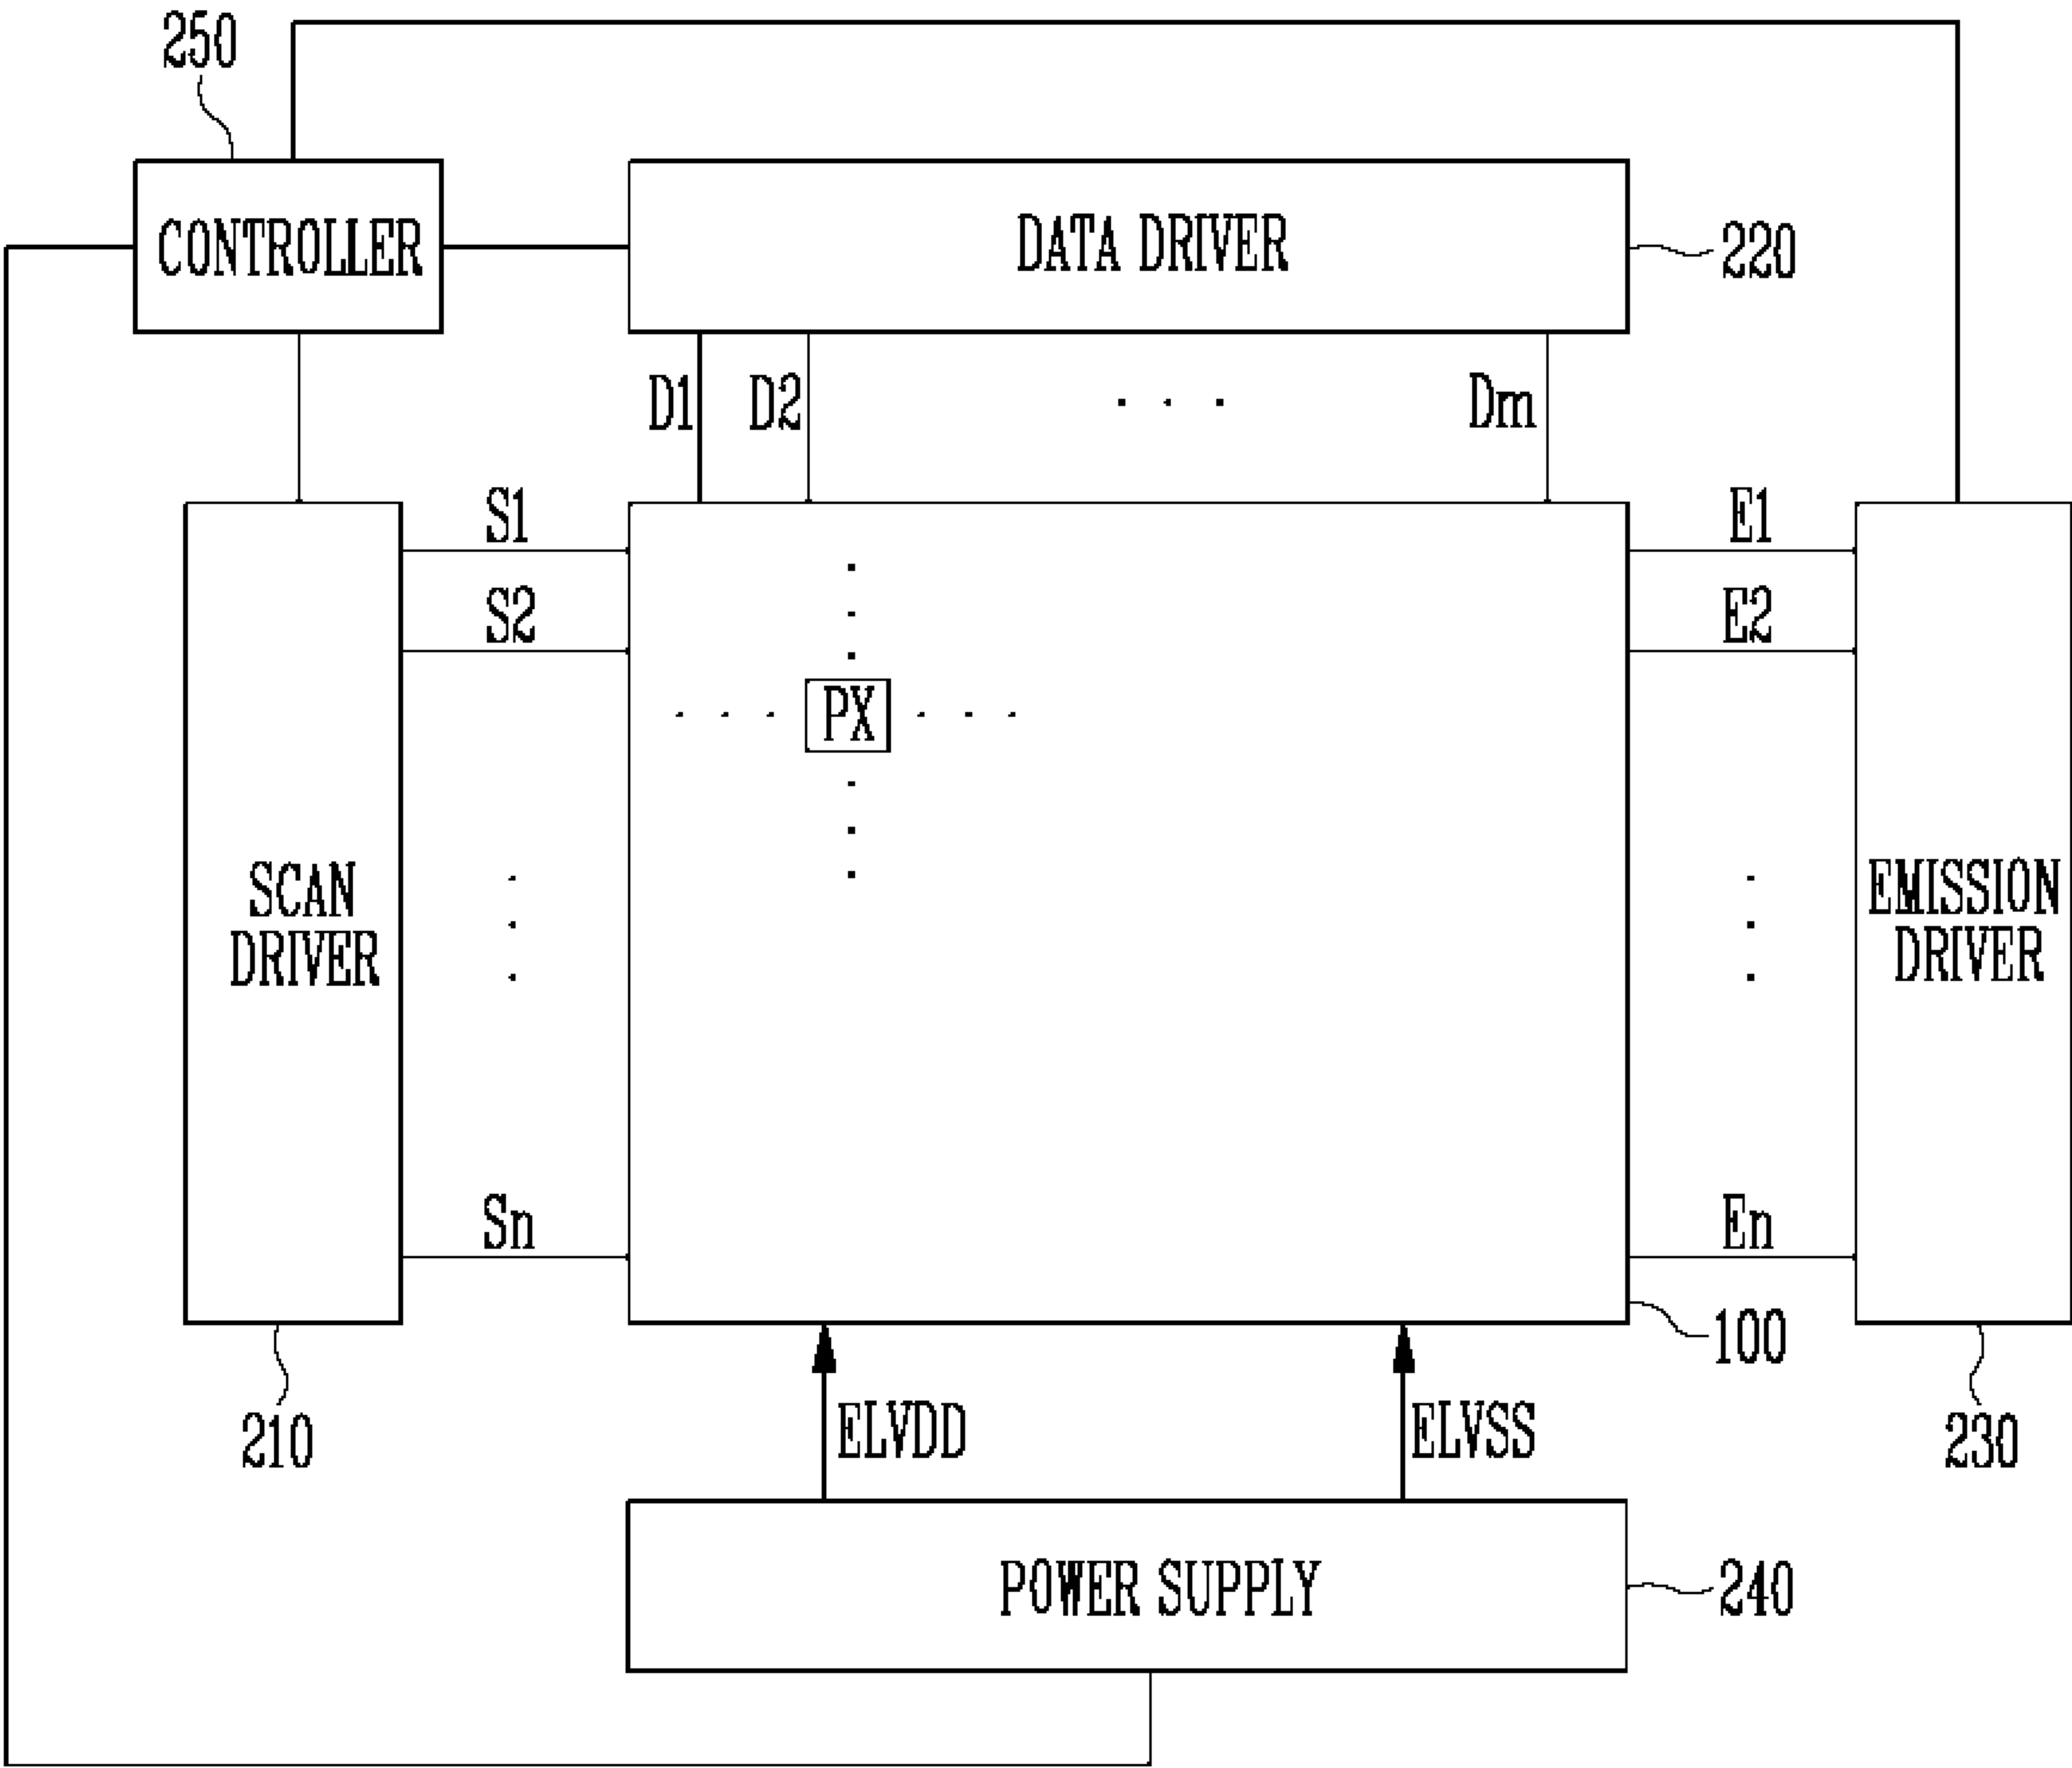 250
CONTROLLER
DATA DRIVER
220
D1
D2
Dm
S1
E1
S2
E2
PX
SCAN
DRIVER
EMISSION
DRIVER
Sn
En
100
210
ELVDD
ELVSS
230
POWER SUPPLY
240